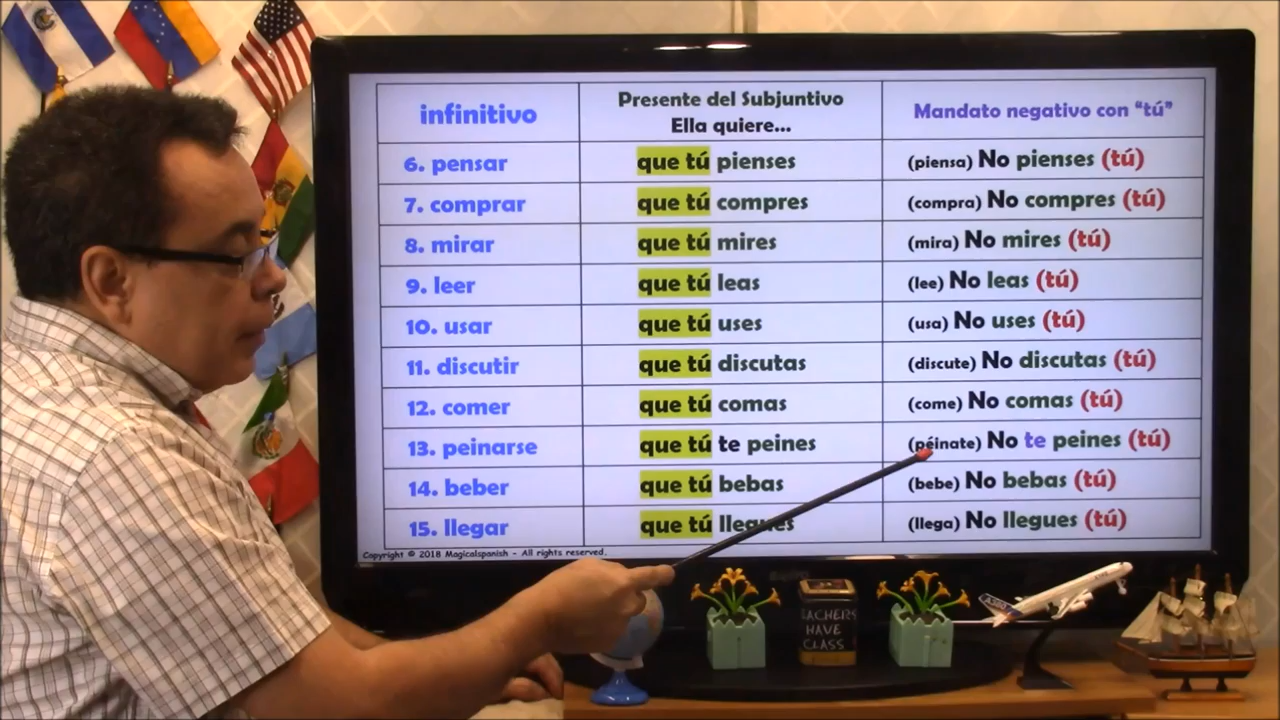 infinitivo
Presente del Subjuntivo
Ella quiere...
Mandato negativo con “tú”
6. pensar que tú pienses (piensa) No pienses (tú)
7. comprar que tú compres (compra) No compres (tú)
8. mirar que tú mires (mira) No mires (tú)
9. leer que tú leas (lee) No leas (tú)
10. usar que tú uses (usa) No uses (tú)
11. discutir que tú discutas (discute) No discutas (tú)
12. comer que tú comas (come) No comas (tú)
13. peinarse que tú te peines (péinate) No te peines (tú)
14. beber que tú bebas (bebe) No bebas (tú)
15. llegar que tú llegues (llega) No llegues (tú)
Copyright © 2018 Magicalspanish - All rights reserved.
EACHERS
HAVE
CLASS